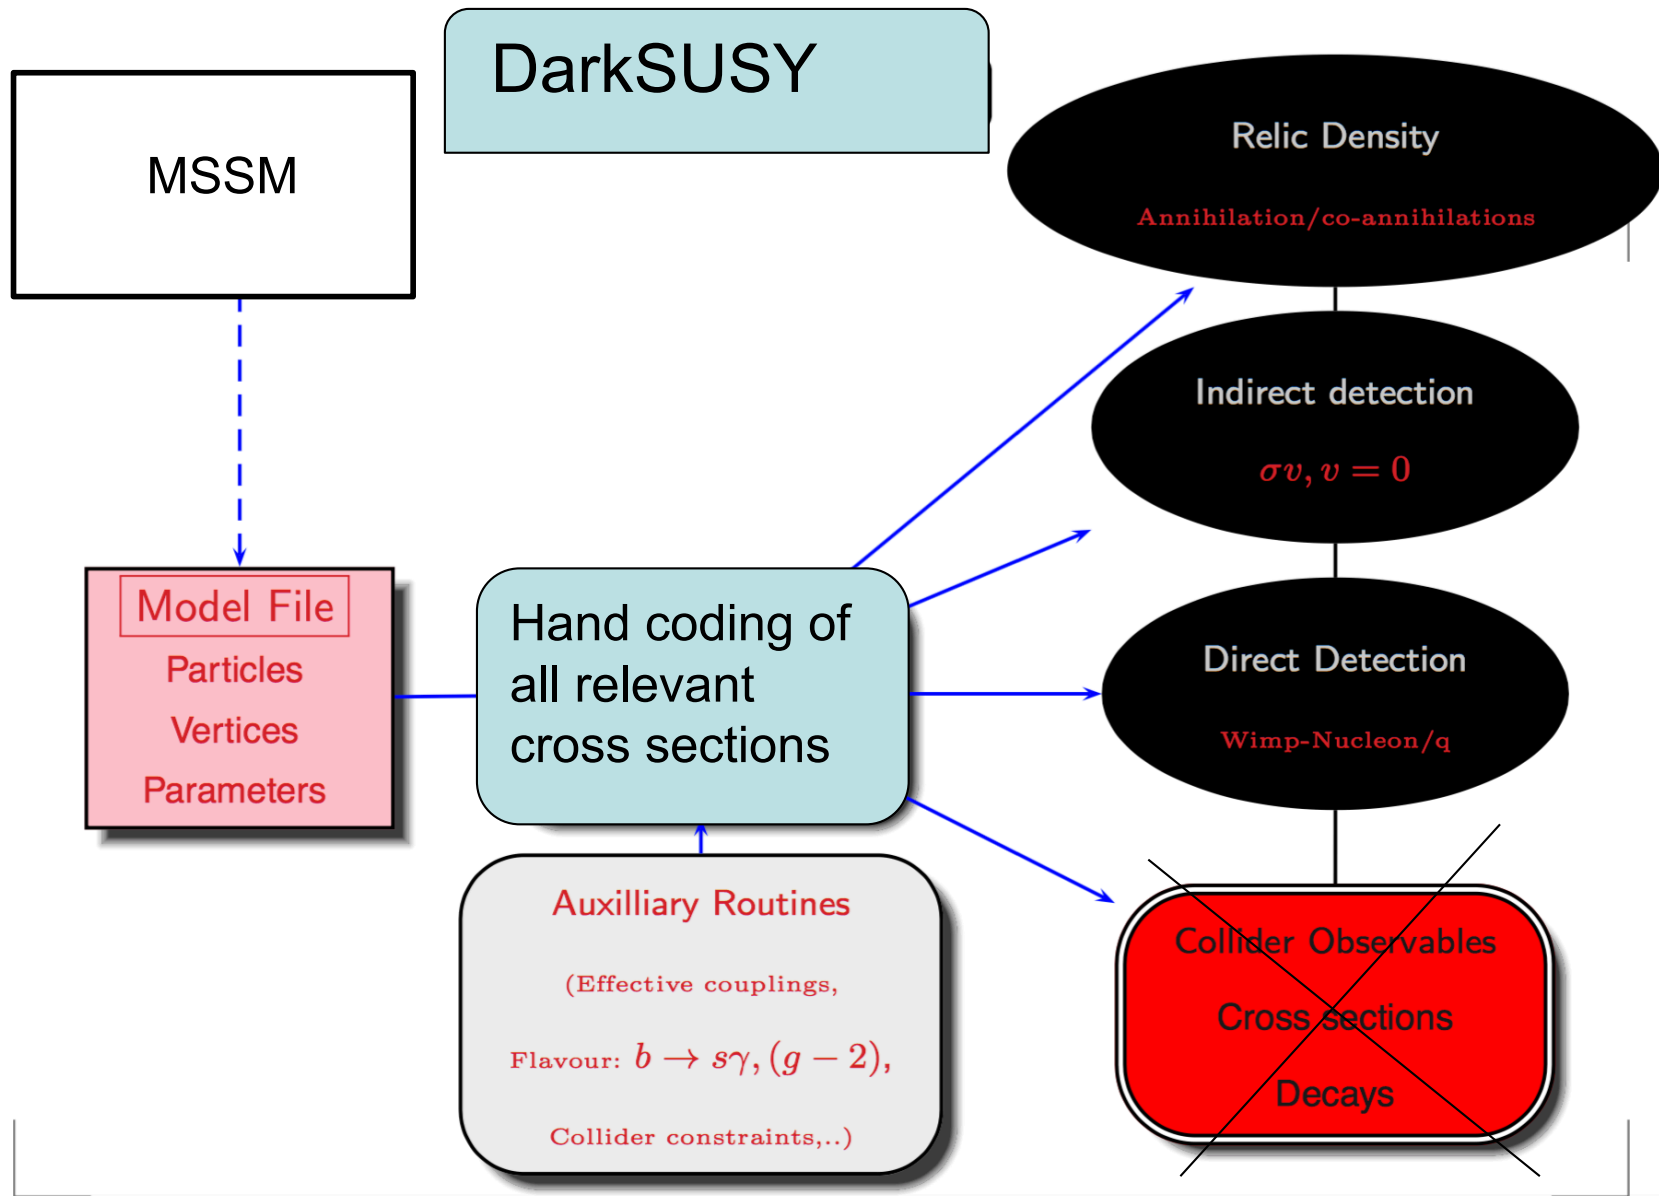 DarkSUSY
MSSM
Relic Density
Annihilation/co-annihilations
Indirect detection
σv, v = 0
Model File
Particles
Vertices
Parameters
Hand coding of
all relevant
cross sections
Direct Detection
Wimp-Nucleon/q
Auxilliary Routines
(Effective couplings,
Flavour: b → sγ, (g − 2),
Collider constraints,..)
Collider Observables
Cross sections
Decays